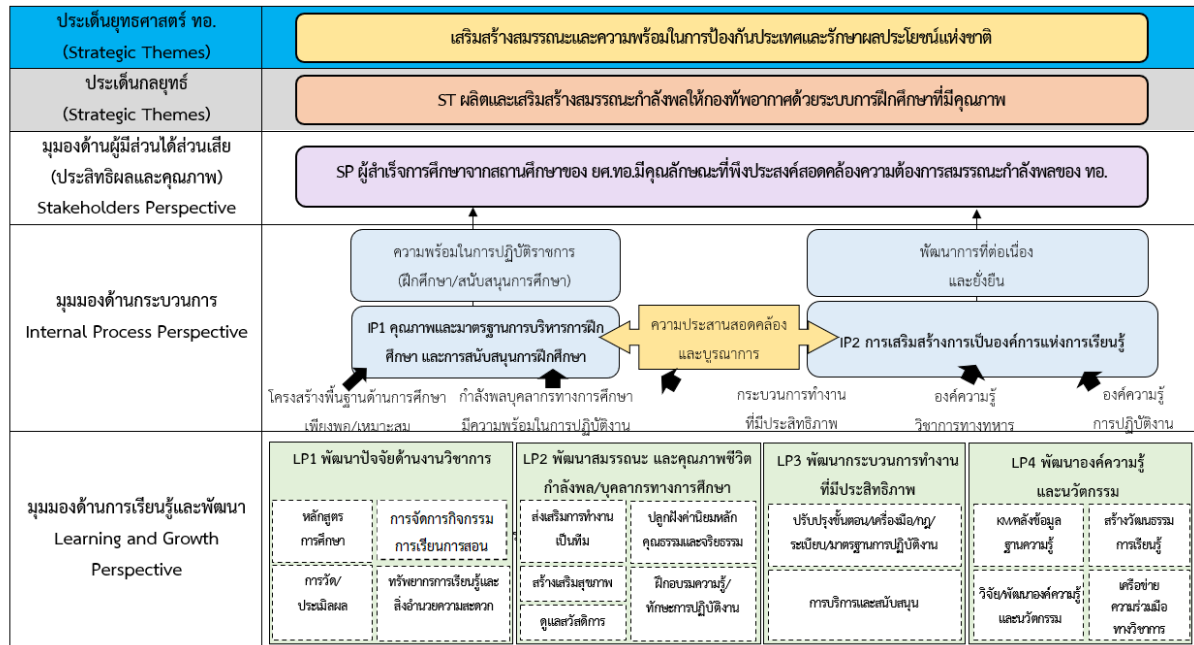 ประเด็นยุทธศาสตร์ ทอ.
(Strategic Themes)
เสริมสร้างสมรรถนะและความพร้อมในการป้องกันประเทศและรักษาผลประโยชน์แห่งชาติ
ประเด็นกลยุทธ์
(Strategic Themes)
ST ผลิตและเสริมสร้างสมรรถนะกำลังพลให้กองทัพอากาศด้วยระบบการฝึกศึกษาที่มีคุณภาพ
มุมองด้านผู้มีส่วนได้ส่วนเสีย
(ประสิทธิผลและคุณภาพ)
Stakeholders Perspective
SP ผู้สำเร็จการศึกษาจากสถานศึกษาของ ยศ.ทอ.มีคุณลักษณะที่พึงประสงค์สอดคล้องความต้องการสมรรถนะกำลังพลของ ทอ.
มุมมองด้านกระบวนการ
Internal Process Perspective
ความพร้อมในการปฏิบัติราชการ
(ฝึกศึกษา/สนับสนุนการศึกษา)
พัฒนาการที่ต่อเนื่อง
และยั่งยืน
IP1 คุณภาพและมาตรฐานการบริหารการฝึก
ศึกษา และการสนับสนุนการฝึกศึกษา
ความประสานสอดคล้อง
และบูรณาการ
IP2 การเสริมสร้างการเป็นองค์การแห่งการเรียนรู้
โครงสร้างพื้นฐานด้านการศึกษา
เพียงพอ/เหมาะสม
กำลังพลบุคลากรทางการศึกษา
มีความพร้อมในการปฏิบัติงาน
กระบวนการทำงาน
ที่มีประสิทธิภาพ
องค์ความรู้
วิชาการทางทหาร
องค์ความรู้
การปฏิบัติงาน
มุมมองด้านการเรียนรู้และพัฒนา
Learning and Growth
Perspective
LP1 พัฒนาปัจจัยด้านงานวิชาการ
หลักสูตร
การศึกษา
การจัดการกิจกรรม
การเรียนการสอน
การวัด/
ประเมิลผล
ทรัพยากรการเรียนรู้และ
สิ่งอำนวยความสะดวก
LP2 พัฒนาสมรรถนะ และคุณภาพชีวิต
กำลังพล/บุคลากรทางการศึกษา
ส่งเสริมการทำงาน
เป็นทีม
ปลูกฝังค่านิยมหลัก
คุณธรรมและจริยธรรม
สร้างเสริมสุขภาพ
ดูแลสวัสดิการ
ฝึกอบรมความรู้/
ทักษะการปฏิบัติงาน
LP3 พัฒนากระบวนการทำงาน
ที่มีประสิทธิภาพ
ปรับปรุงขั้นตอน/เครื่องมือ/กฎ/
ระเบียบ/มาตรฐานการปฏิบัติงาน
การบริการและสนับสนุน
LP4 พัฒนาองค์ความรู้
และนวัตกรรม
KMคลังข้อมูล
ฐานความรู้
สร้างวัฒนธรรม
การเรียนรู้
วิจัย/พัฒนาองค์ความรู้
และนวัตกรรม
เครือข่าย
ความร่วมมือ
ทางวิชาการ